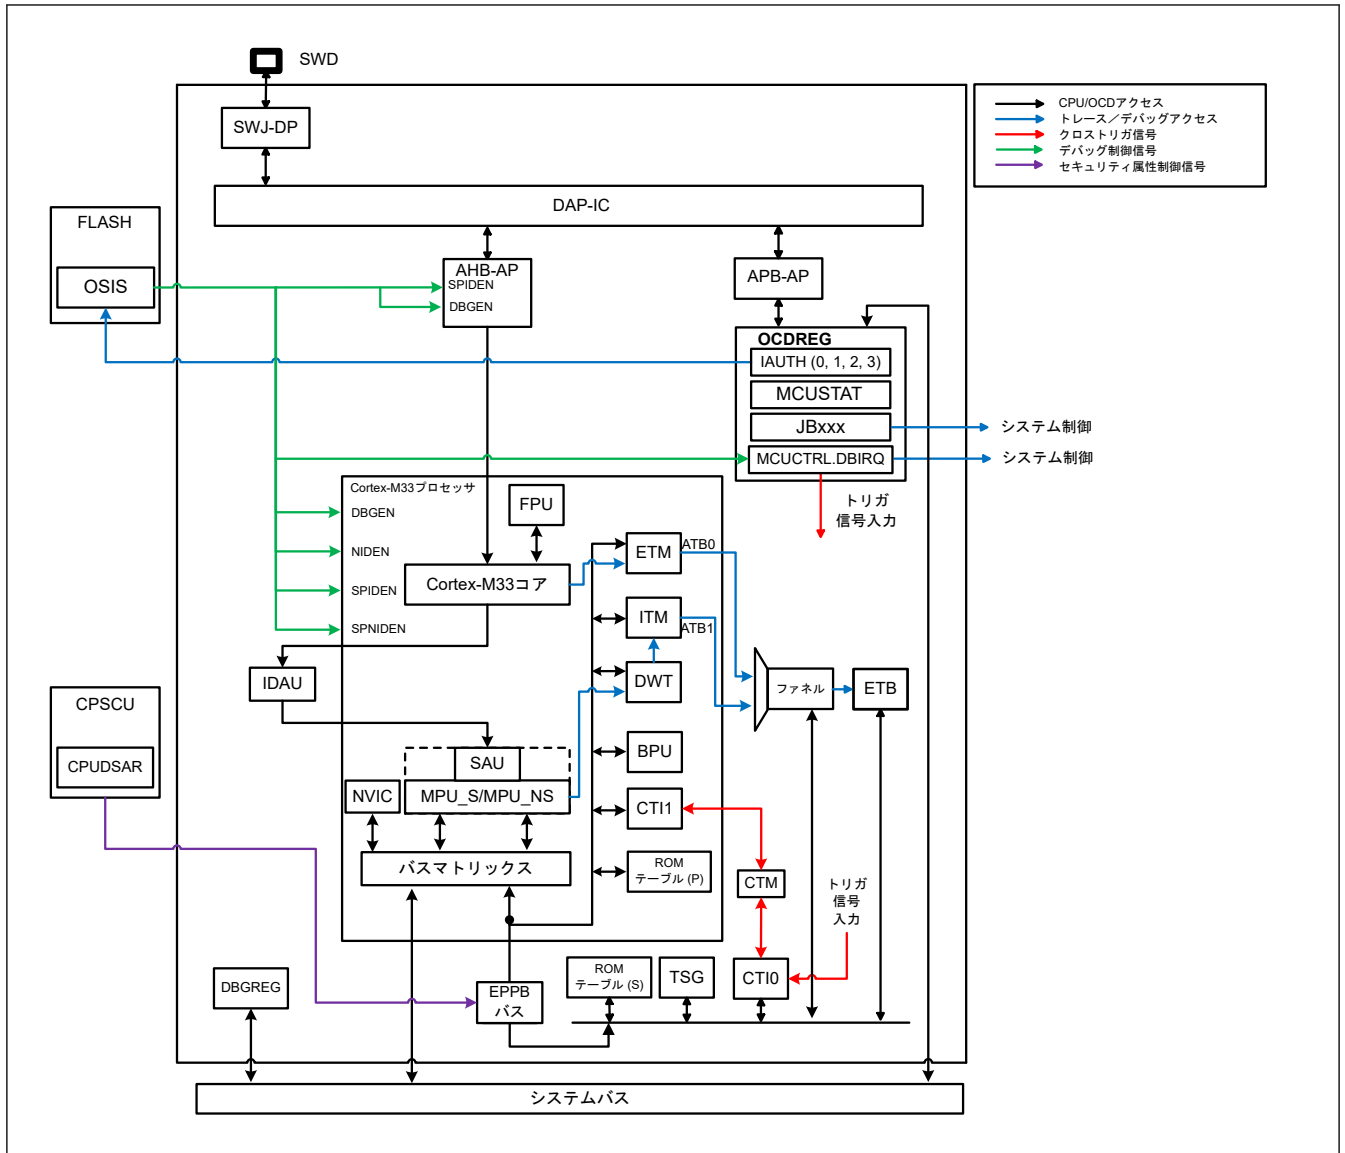 SWD
SWJ-DP
CPU/OCDアクセス
トレース／デバッグアクセス
クロストリガ信号
デバッグ制御信号
セキュリティ属性制御信号
DAP-IC
FLASH
OSIS
AHB-AP
SPIDEN
DBGEN
APB-AP
OCDREG
IAUTH (0, 1, 2, 3)
MCUSTAT
JBxxx
システム制御
MCUCTRL.DBIRQ
システム制御
トリガ
信号入力
Cortex-M33プロセッサ
DBGEN
NIDEN
SPIDEN
SPNIDEN
FPU
Cortex-M33コア
ETM
ATB0
ITM
ATB1
DWT
IDAU
ファネル
ETB
CPSCU
CPUDSAR
SAU
MPU_S/MPU_NS
NVIC
BPU
CTI1
バスマトリックス
ROM
テーブル (P)
CTM
トリガ
信号
入力
DBGREG
EPPB
バス
ROM
テーブル (S)
TSG
CTI0
システムバス